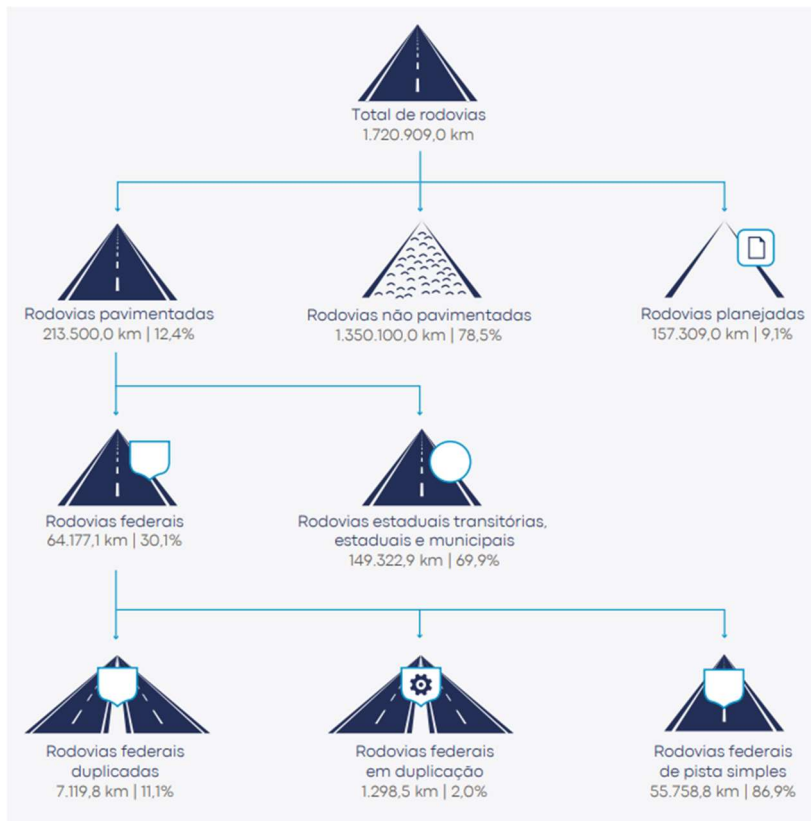 Total de rodovias
1.720.909,0 km
Rodovias pavimentadas
213.500,0 km | 12,4%
Rodovias não pavimentadas
1.350.100,0 km | 78,5%
Rodovias planejadas
157.309,0 km | 9,1%
Rodovias federais
64.177,1 km | 30,1%
Rodovias estaduais transitórias,
estaduais e municipais
149.322,9 km | 69,9%
Rodovias federais
duplicadas
7.119,8 km | 11,1%
Rodovias federais
em duplicação
1.298,5 km | 2,0%
Rodovias federais
de pista simples
55.758,8 km | 86,9%